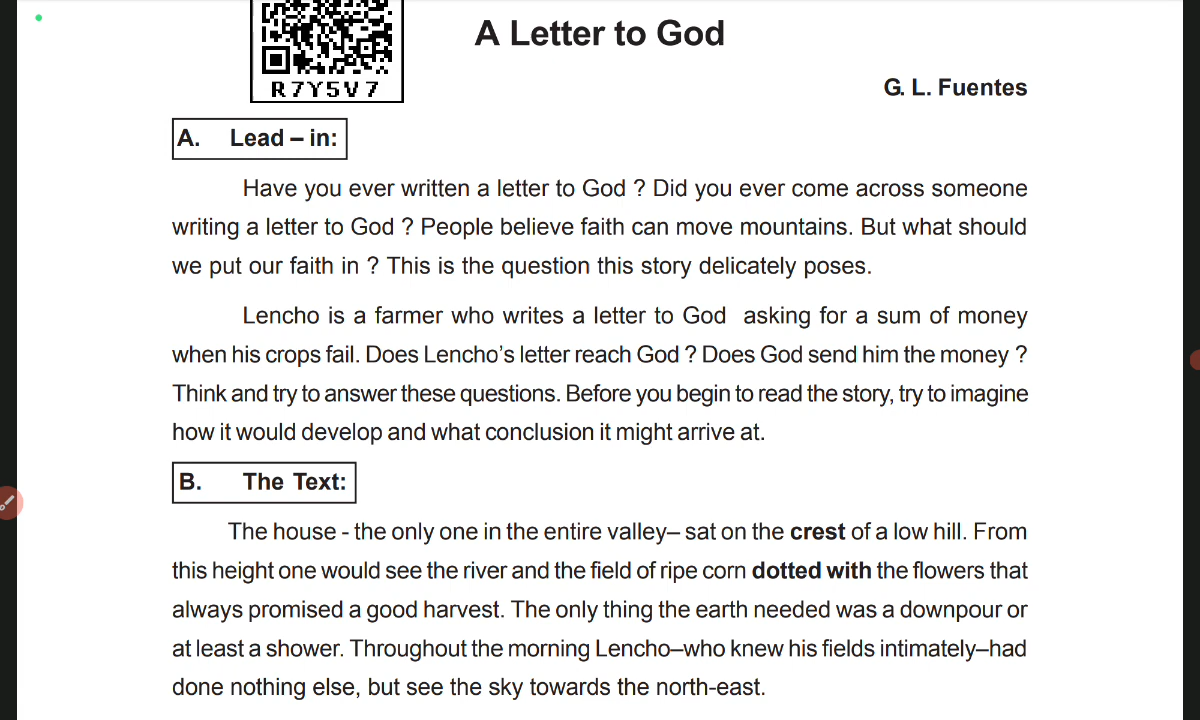 A Letter to God
R7Y5V7
G. L. Fuentes
A. Lead – in:
Have you ever written a letter to God ? Did you ever come across someone
writing a letter to God ? People believe faith can move mountains. But what should
we put our faith in ? This is the question this story delicately poses.
Lencho is a farmer who writes a letter to God asking for a sum of money
when his crops fail. Does Lencho’s letter reach God ? Does God send him the money ?
Think and try to answer these questions. Before you begin to read the story, try to imagine
how it would develop and what conclusion it might arrive at.
B. The Text:
The house - the only one in the entire valley– sat on the crest of a low hill. From
this height one would see the river and the field of ripe corn dotted with the flowers that
always promised a good harvest. The only thing the earth needed was a downpour or
at least a shower. Throughout the morning Lencho–who knew his fields intimately–had
done nothing else, but see the sky towards the north-east.